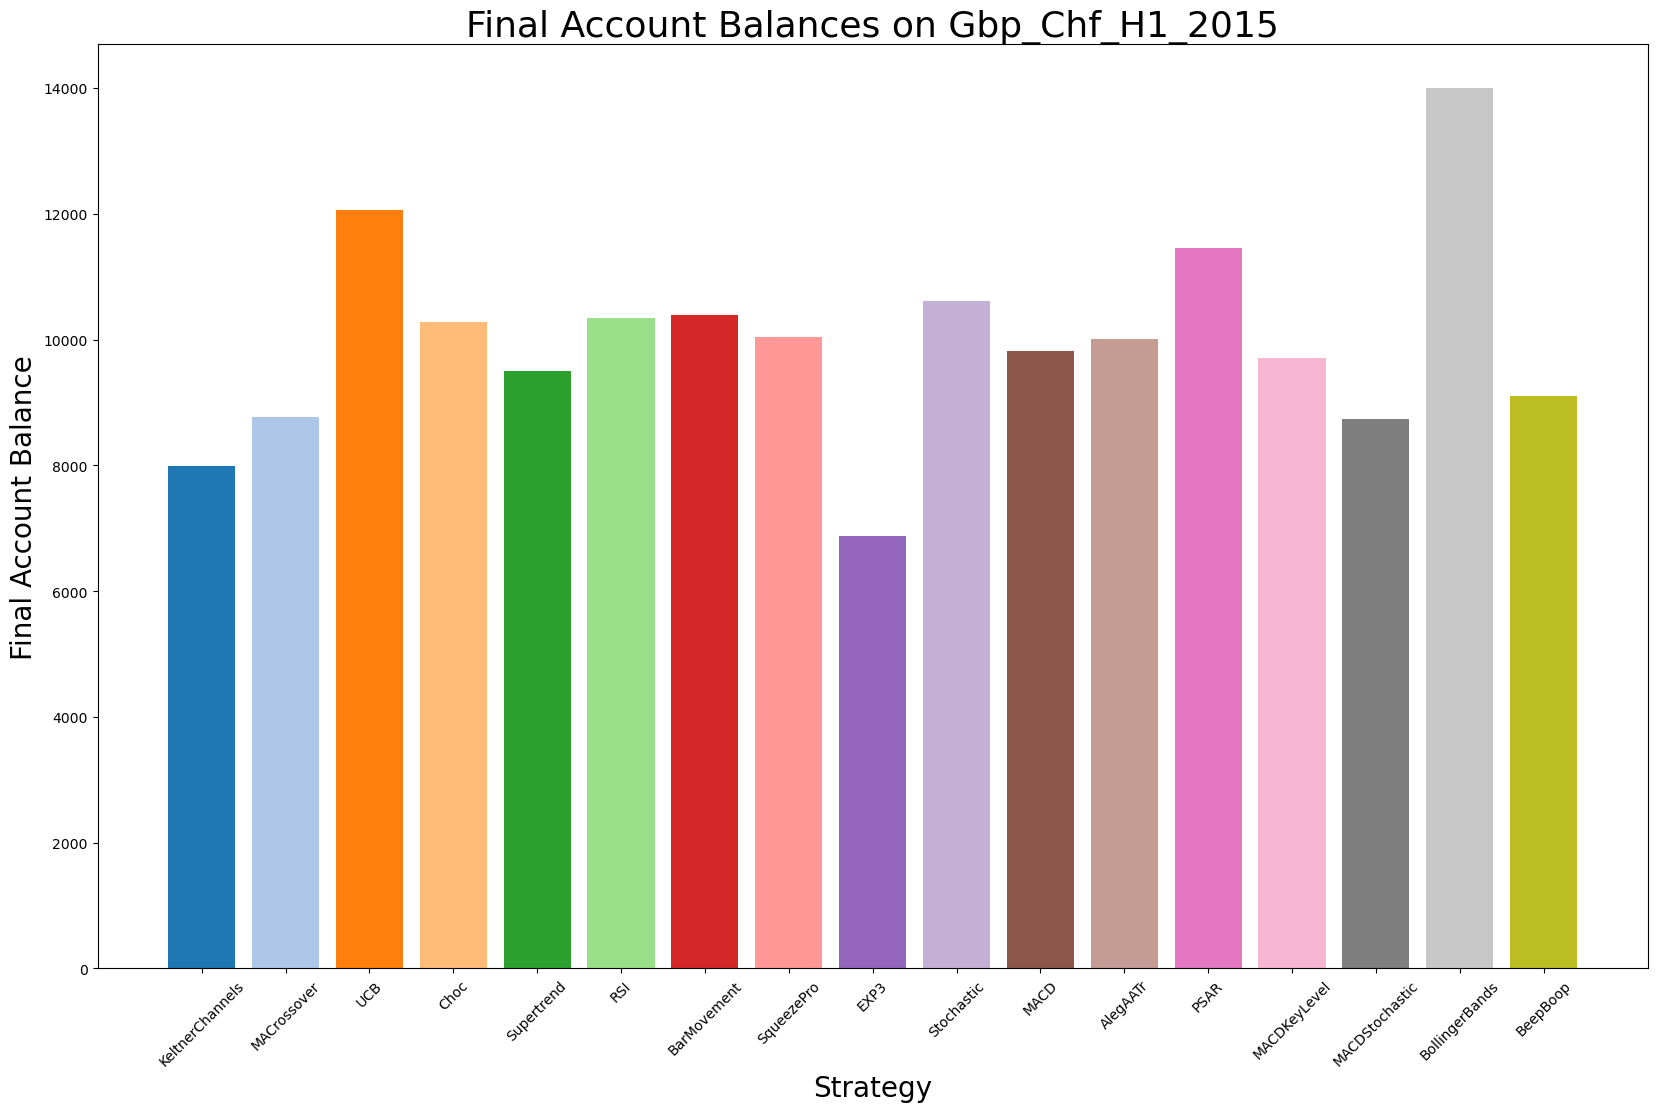 Final Account Balances on Gbp_Chf_H1_2015
Final Account Balance
14000
12000
10000
8000
6000
4000
2000
0
KeltnerChannels
MACrossover
UCB
Choc
Supertrend
RSI
BarMovement
SqueezePro
EXP3
Stochastic
MACD
AlegAATr
PSAR
MACDKeyLevel
MACDStochastic
BollingerBands
BeepBoop
Strategy